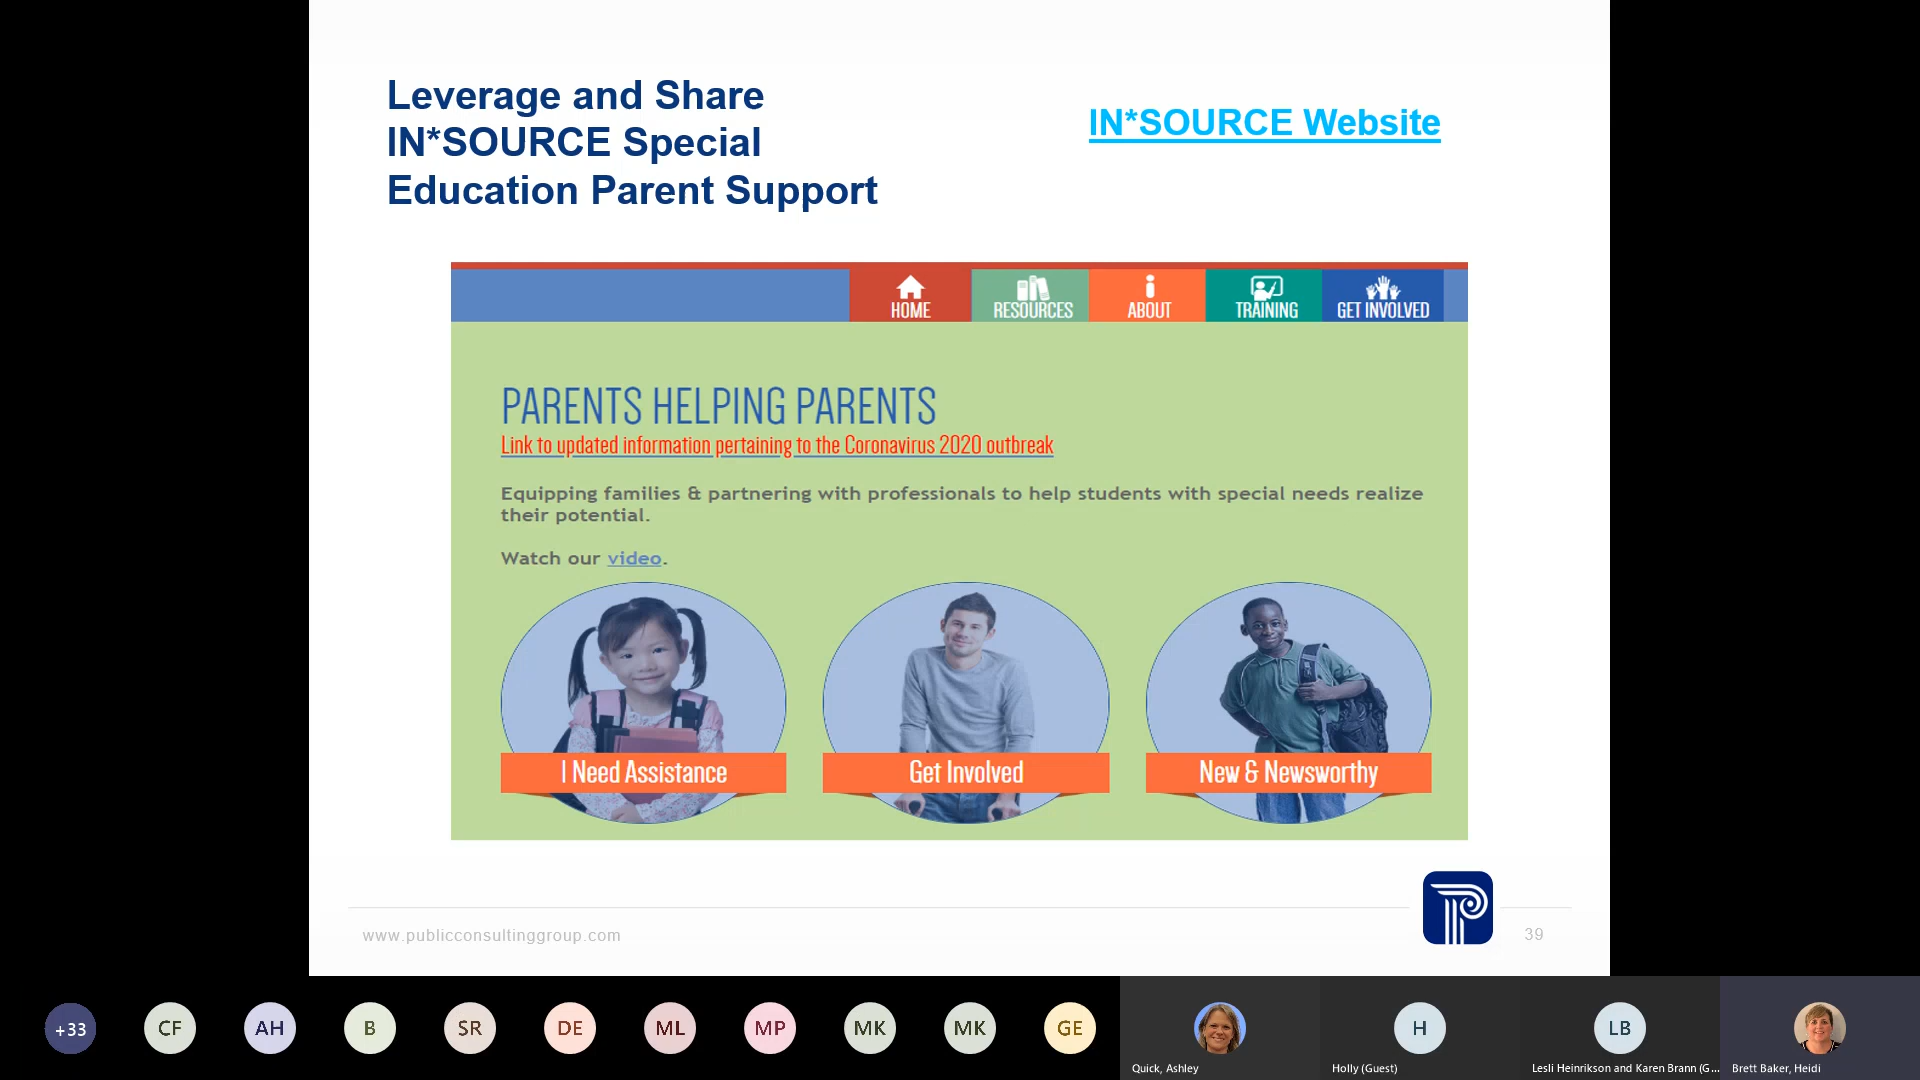 Leverage and Share
IN*SOURCE Special
Education Parent Support
IN*SOURCE Website
HOME
RESOURCES
ABOUT
TRAINING
GET INVOLVED
PARENTS HELPING PARENTS
Link to updated information pertaining to the Coronavirus 2020 outbreak
Equipping families & partnering with professionals to help students with special needs realize
their potential.
Watch our video.
I Need Assistance
Get Involved
New & Newsworthy
www.publicconsultinggroup.com
39
+33
CF
AH
B
SR
DE
ML
MP
MK
MK
GE
H
LB
Quick, Ashley
Holly (Guest)
Lesli Heinrikson and Karen Brann (G...
Brett Baker, Heidi